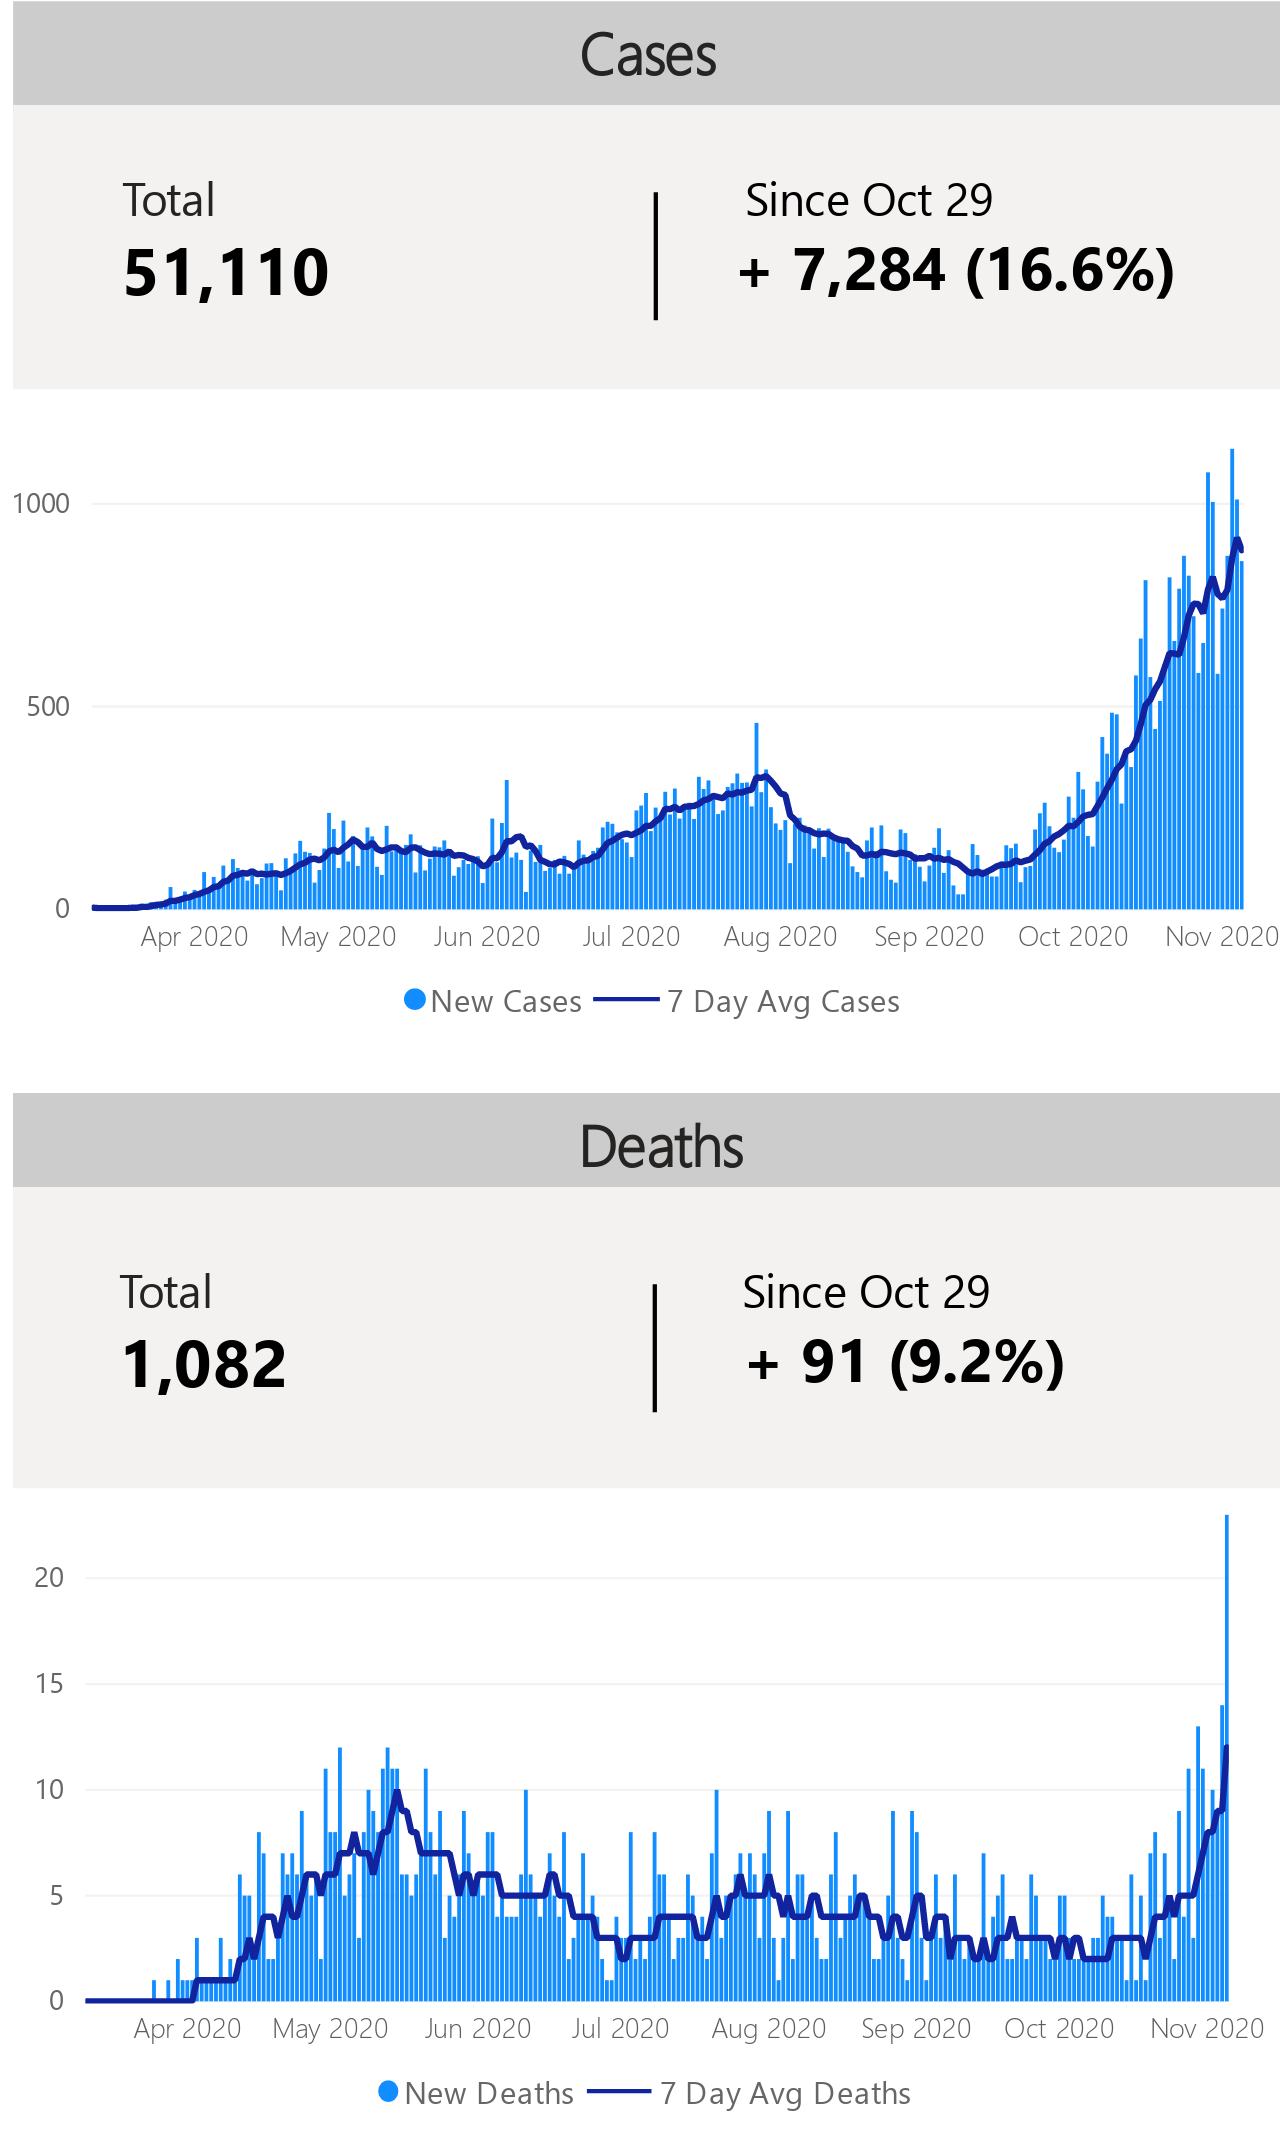 Cases
Total
Since Oct 29
51,110
+ 7,284 (16.6%)
1000
500
0
Apr 2020 May 2020 Jun 2020 Jul 2020 Aug 2020 Sep 2020 Oct 2020 Nov 2020
New Cases 7 Day Avg Cases
Deaths
Total
Since Oct 29
1,082
+ 91 (9.2%)
20
15
10
5
0
Apr 2020 May 2020 Jun 2020 Jul 2020 Aug 2020 Sep 2020 Oct 2020 Nov 2020
New Deaths 7 Day Avg Deaths